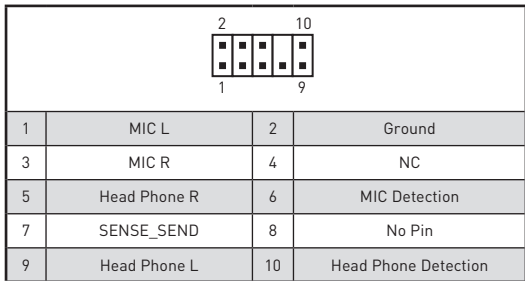 2 10
1 9
1 MIC L 2 Ground
3 MIC R 4 NC
5 Head Phone R 6 MIC Detection
7 SENSE_SEND 8 No Pin
9 Head Phone L 10 Head Phone Detection